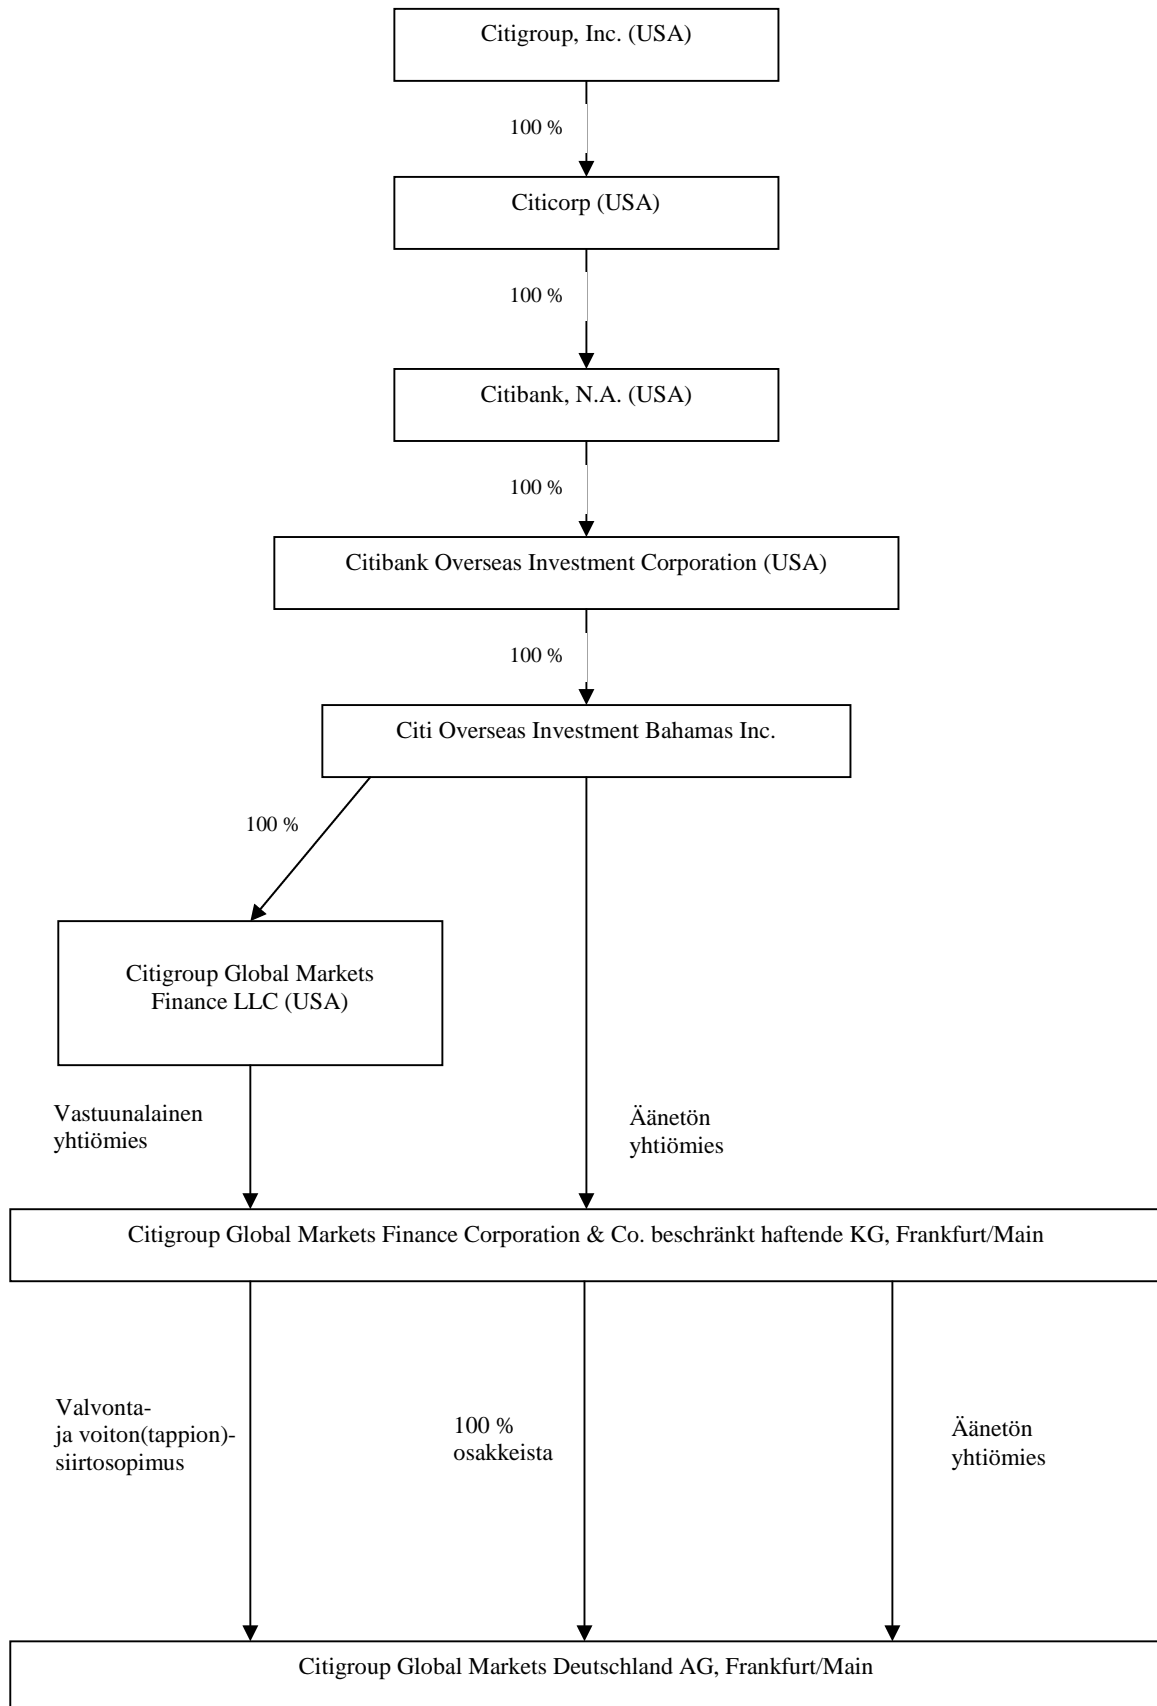 Citigroup, Inc. (USA)
100 %
Citicorp (USA)
100 %
Citibank, N.A. (USA)
100 %
Citibank Overseas Investment Corporation (USA)
100 %
Citi Overseas Investment Bahamas Inc.
100 %
Citigroup Global Markets
Finance LLC (USA)
Vastuunalainen
yhtiömies
Äänetön
yhtiömies
Citigroup Global Markets Finance Corporation & Co. beschränkt haftende KG, Frankfurt/Main
Valvonta-
ja voiton(tappion)-
siirtosopimus
100 %
osakkeista
Äänetön
yhtiömies
Citigroup Global Markets Deutschland AG, Frankfurt/Main